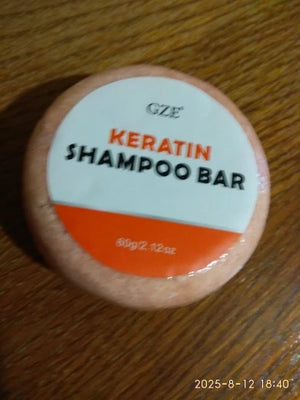 GZE®
KERATIN
SHAMPOO BAR
60g/2.12oz
2025-8-12 18:40